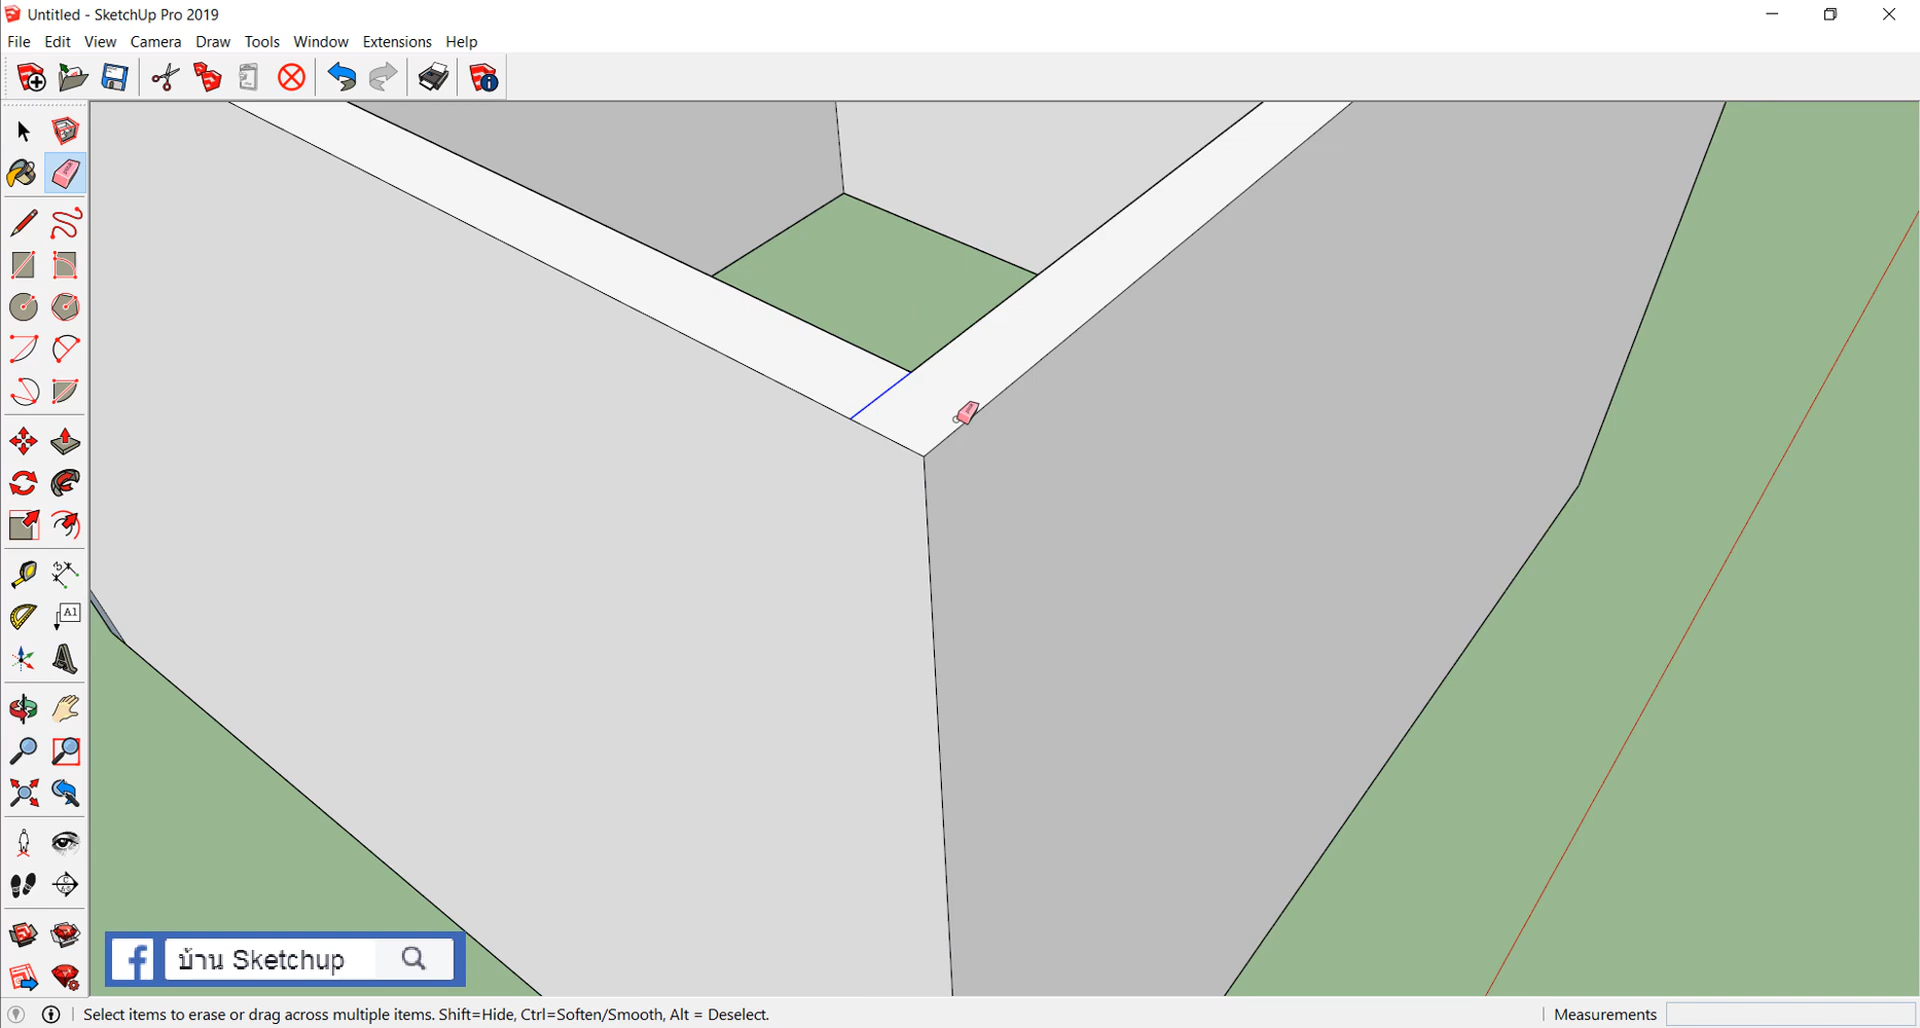 Untitled - SketchUp Pro 2019
File Edit View Camera Draw Tools Window Extensions Help
A1
บ้าน Sketchup
Select items to erase or drag across multiple items. Shift=Hide, Ctrl=Soften/Smooth, Alt = Deselect.
Measurements